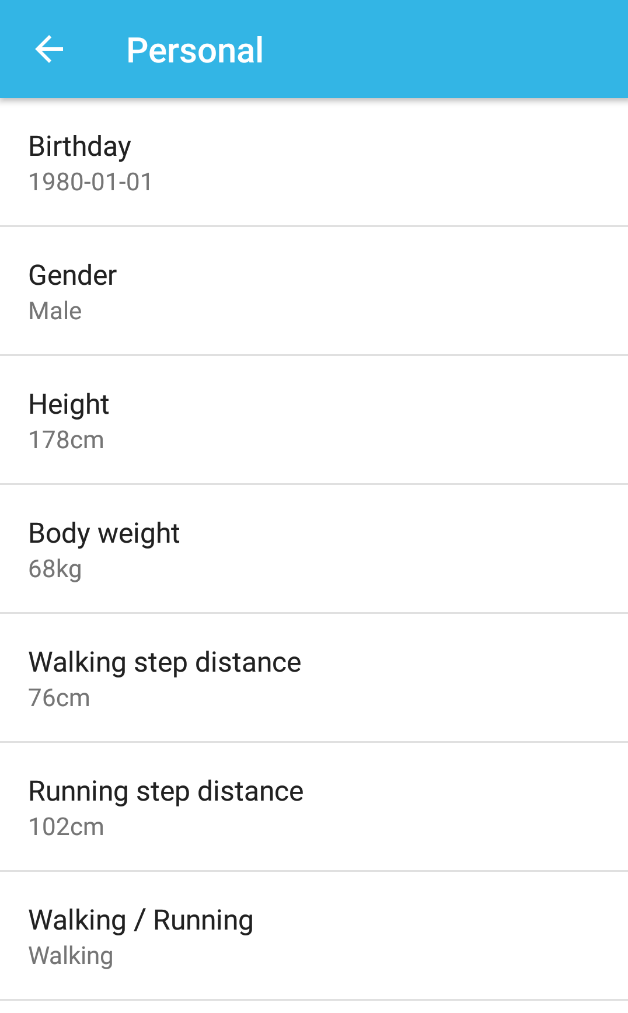 Personal
Birthday
1980-01-01
Gender
Male
Height
178cm
Body weight
68kg
Walking step distance
76cm
Running step distance
102cm
Walking / Running
Walking